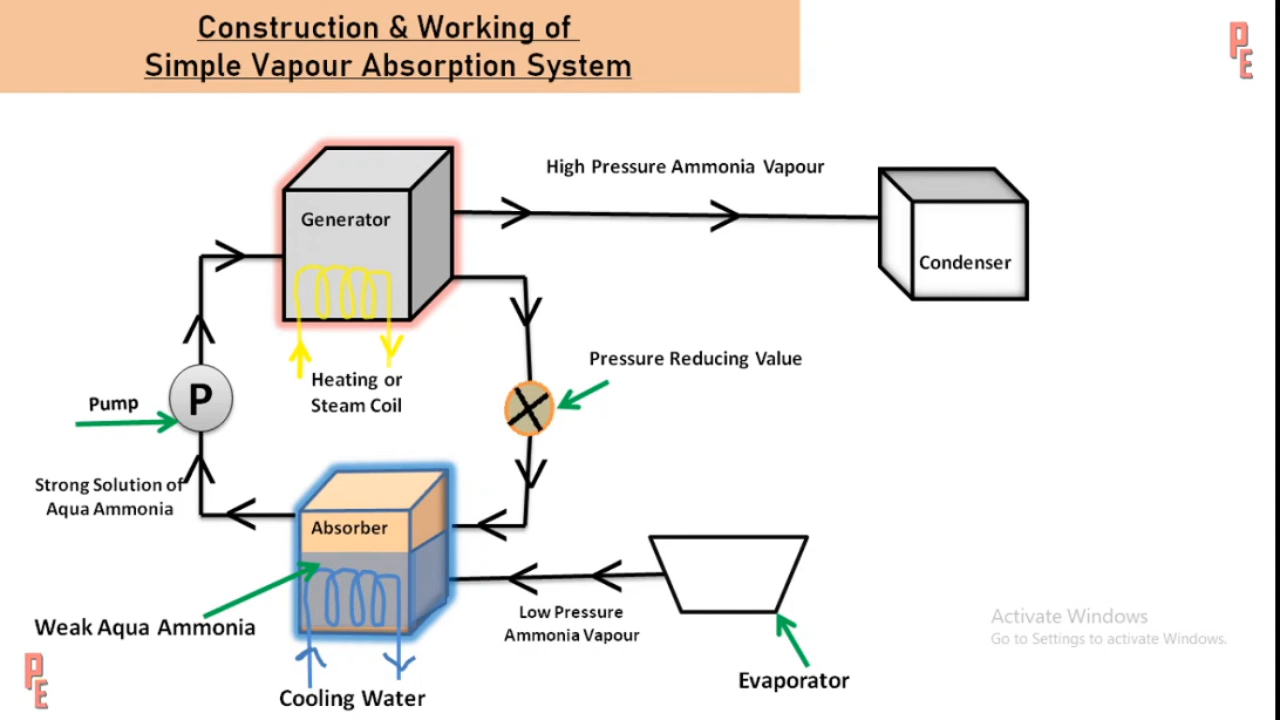 Construction & Working of
Simple Vapour Absorption System
PE
High Pressure Ammonia Vapour
Generator
Condenser
Pressure Reducing Value
Heating or
Steam Coil
Pump
P
Strong Solution of
Aqua Ammonia
Absorber
Low Pressure
Ammonia Vapour
Weak Aqua Ammonia
Activate Windows
Go to Settings to activate Windows.
PE
Evaporator
Cooling Water